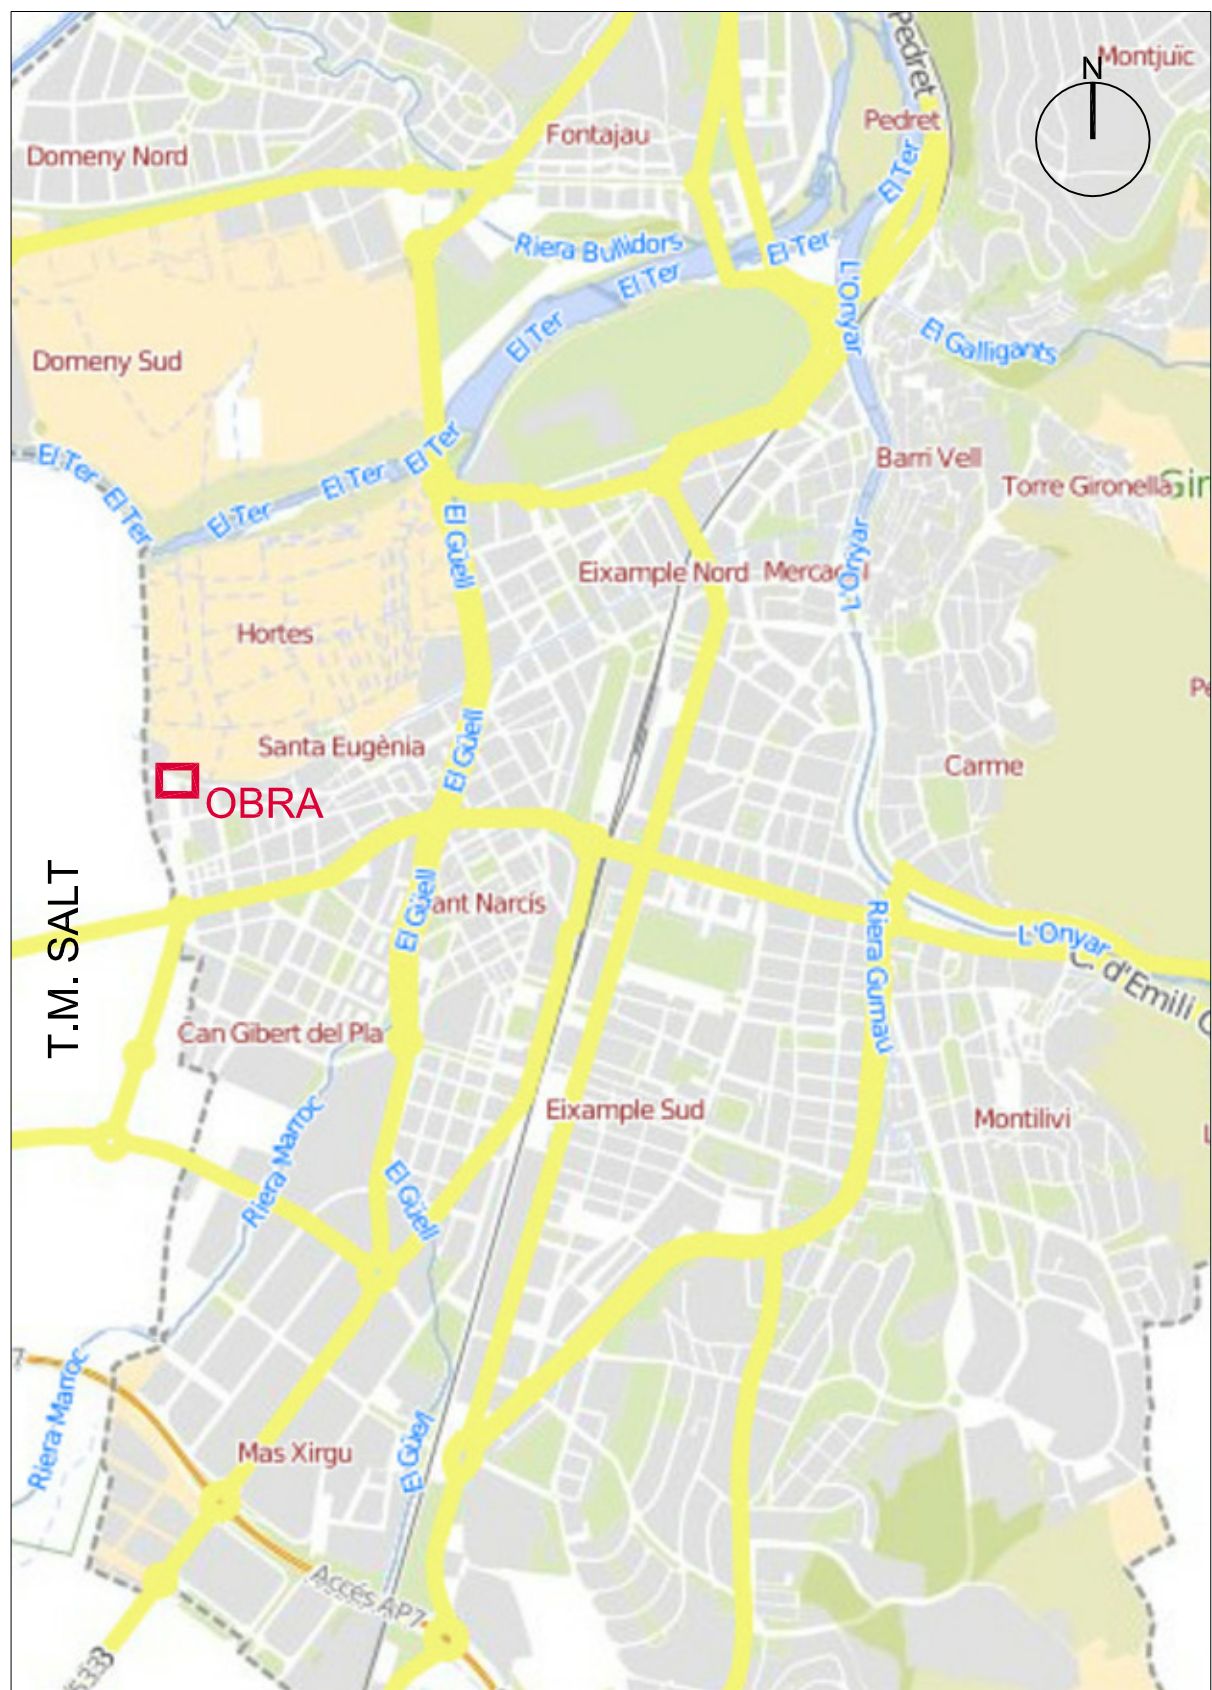 Pedret
Montjuïc
N
Pedret
Fontajau
Domeny Nord
El Ter
Riera Bullidors
El Ter
El Ter
L'Onyar
El Ter
El Galligants
Domeny Sud
El Ter
El Ter
El Ter
Barri Vell
Torre Gironella
El Ter
El Ter
El Güell
L'Onyar
Eixample Nord
Hortes
Santa Eugènia
El Güell
Carme
OBRA
T.M. SALT
El Güell
ant Narcís
Riera Gumaú
L'Onyar
C. d'Emili
Can Gibert del Pla
Eixample Sud
Montilivi
Riera Marroc
El Güell
Riera Marroc
7
Mas Xirgu
El Güell
Accés AP7